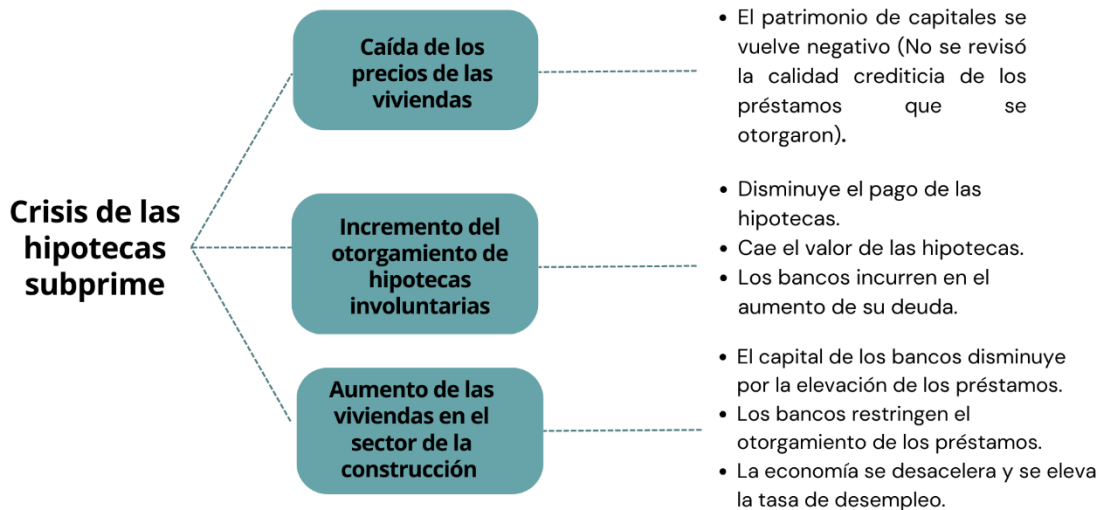 Crisis de las
hipotecas
subprime
Caída de los
precios de las
viviendas
• El patrimonio de capitales se
vuelve negativo (No se revisó
la calidad crediticia de los
préstamos que se
otorgaron).
Incremento del
otorgamiento de
hipotecas
involuntarias
• Disminuye el pago de las
hipotecas.
• Cae el valor de las hipotecas.
• Los bancos incurren en el
aumento de su deuda.
Aumento de las
viviendas en el
sector de la
construcción
• El capital de los bancos disminuye
por la elevación de los préstamos.
• Los bancos restringen el
otorgamiento de los préstamos.
• La economía se desacelera y se eleva
la tasa de desempleo.